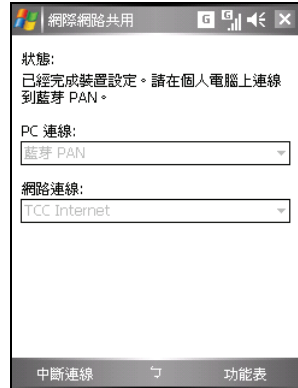 網際網路共用
G
G
狀態:
已經完成裝置設定。請在個人電腦上連線
到藍芽 PAN。
PC 連線:
藍芽 PAN
網路連線:
TCC Internet
中斷連線
ㄅ
功能表